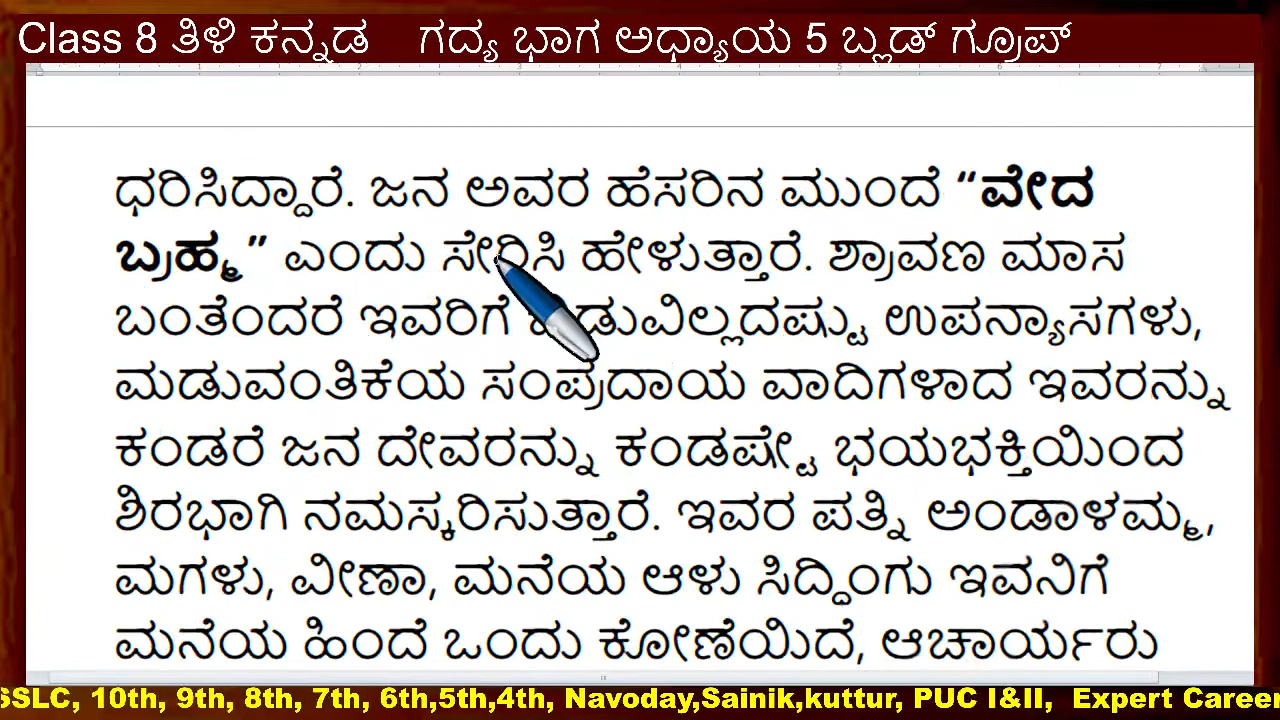 Class 8 ತಿಳಿ ಕನ್ನಡ ಗದ್ಯ ಭಾಗ ಅಧ್ಯಾಯ 5 ಬ್ಲಡ್ ಗ್ರೂಪ್
ಧರಿಸಿದ್ದಾರೆ. ಜನ ಅವರ ಹೆಸರಿನ ಮುಂದೆ “ವೇದ
ಬ್ರಹ್ಮ” ಎಂದು ಸೇರಿಸಿ ಹೇಳುತ್ತಾರೆ. ಶ್ರಾವಣ ಮಾಸ
ಬಂತೆಂದರೆ ಇವರಿಗೆ ಉಪನ್ಯಾಸಗಳು,
ಮಡುವಂತಿಕೆಯ ಸಂಪ್ರದಾಯ ವಾದಿಗಳಾದ ಇವರನ್ನು
ಕಂಡರೆ ಜನ ದೇವರನ್ನು ಕಂಡಷ್ಟೇ ಭಯಭಕ್ತಿಯಿಂದ
ಶಿರಭಾಗಿ ನಮಸ್ಕರಿಸುತ್ತಾರೆ. ಇವರ ಪತ್ನಿ ಅಂಡಾಳಮ್ಮ,
ಮಗಳು, ವೀಣಾ, ಮನೆಯ ಆಳು ಸಿದ್ದಿಂಗು ಇವನಿಗೆ
ಮನೆಯ ಹಿಂದೆ ಒಂದು ಕೋಣೆಯಿದೆ, ಆಚಾರ್ಯರು
SSLC, 10th, 9th, 8th, 7th, 6th,5th,4th, Navoday,Sainik,kuttur, PUC I&II, Expert Career